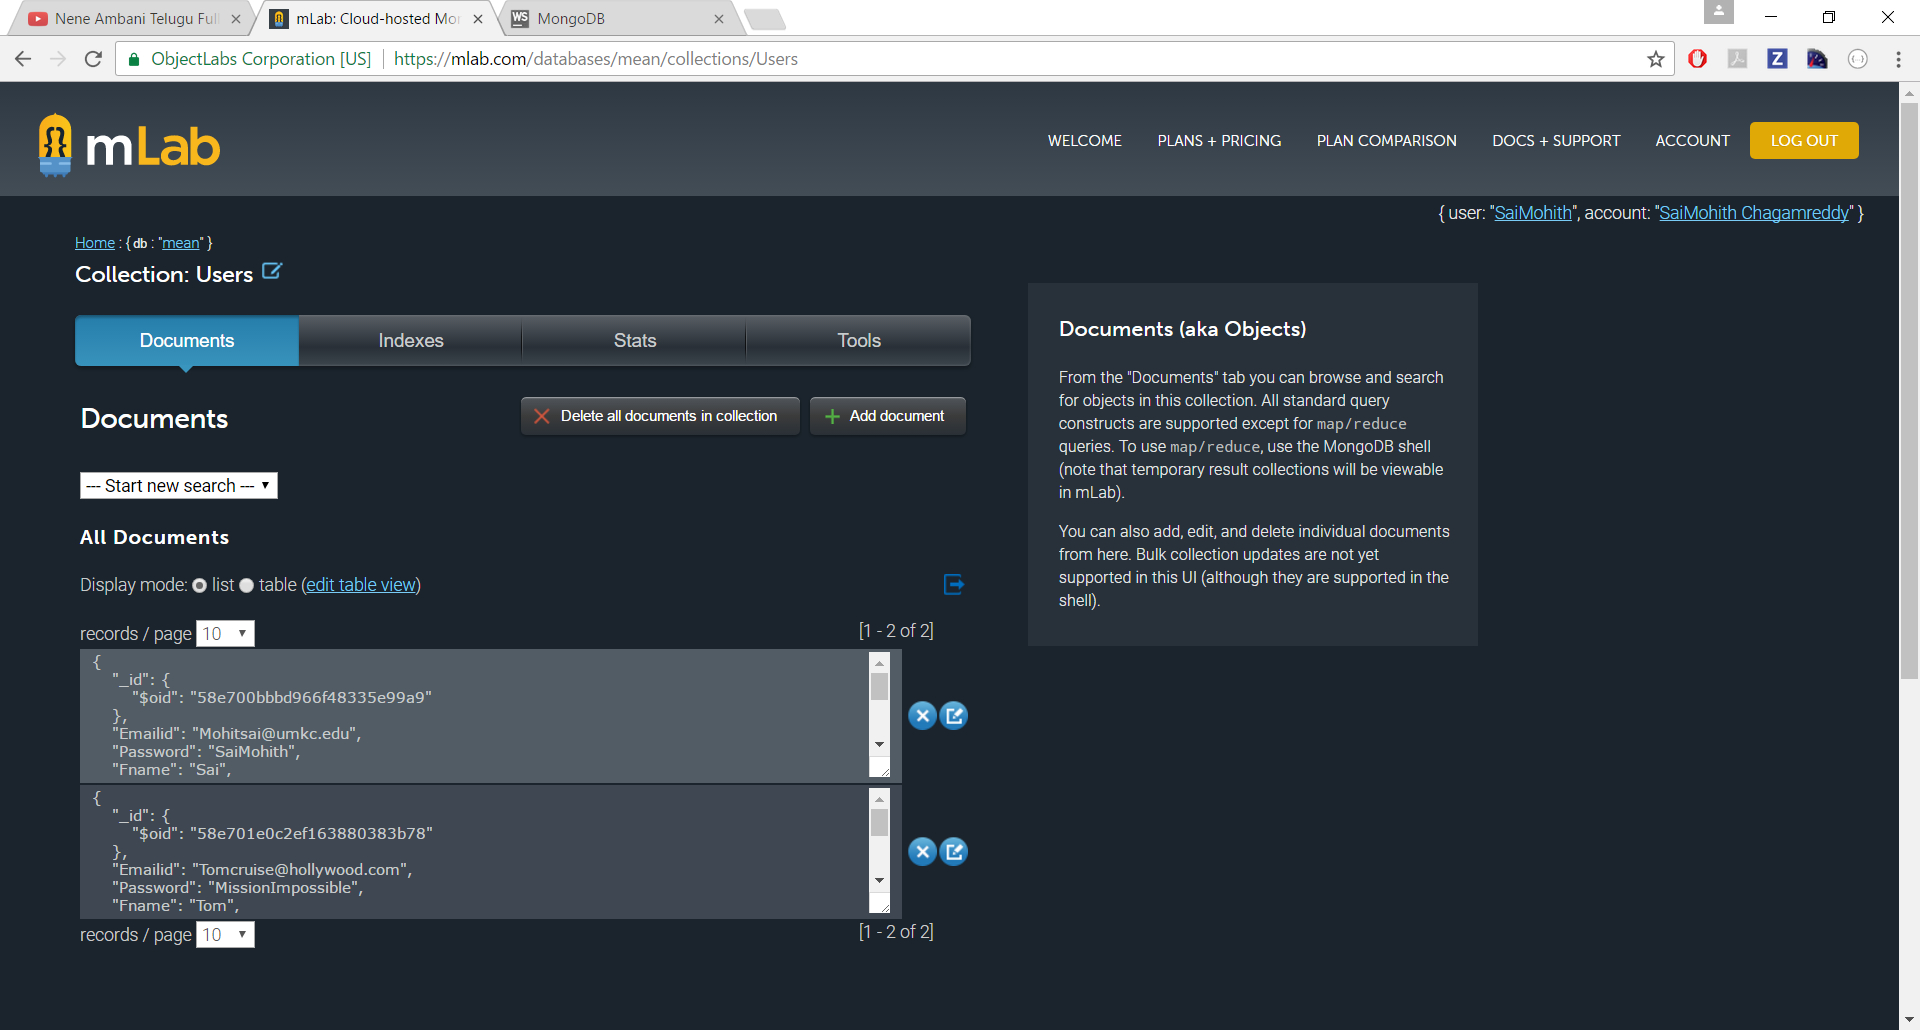 Nene Ambani Telugu Full
mLab: Cloud-hosted Mon
WS MongoDB
ObjectLabs Corporation [US] https://mlab.com/databases/mean/collections/Users
mLab
WELCOME PLANS + PRICING PLAN COMPARISON DOCS + SUPPORT ACCOUNT LOG OUT
{ user: "SaiMohith", account: "SaiMohith Chagamreddy" }
Home : { db : "mean" }
Collection: Users
Documents Indexes Stats Tools
Documents
Delete all documents in collection
Add document
--- Start new search ---
All Documents
Display mode: list table (edit table view)
records / page 10 [1 - 2 of 2]
{
"_id": {
"$oid": "58e700bbbd966f48335e99a9"
},
"Emailid": "Mohitsai@umkc.edu",
"Password": "SaiMohith",
"Fname": "Sai",
{
"_id": {
"$oid": "58e701e0c2ef163880383b78"
},
"Emailid": "Tomcruise@hollywood.com",
"Password": "MissionImpossible",
"Fname": "Tom",
records / page 10 [1 - 2 of 2]
Documents (aka Objects)
From the "Documents" tab you can browse and search
for objects in this collection. All standard query
constructs are supported except for map/reduce
queries. To use map/reduce, use the MongoDB shell
(note that temporary result collections will be viewable
in mLab).
You can also add, edit, and delete individual documents
from here. Bulk collection updates are not yet
supported in this UI (although they are supported in the
shell).